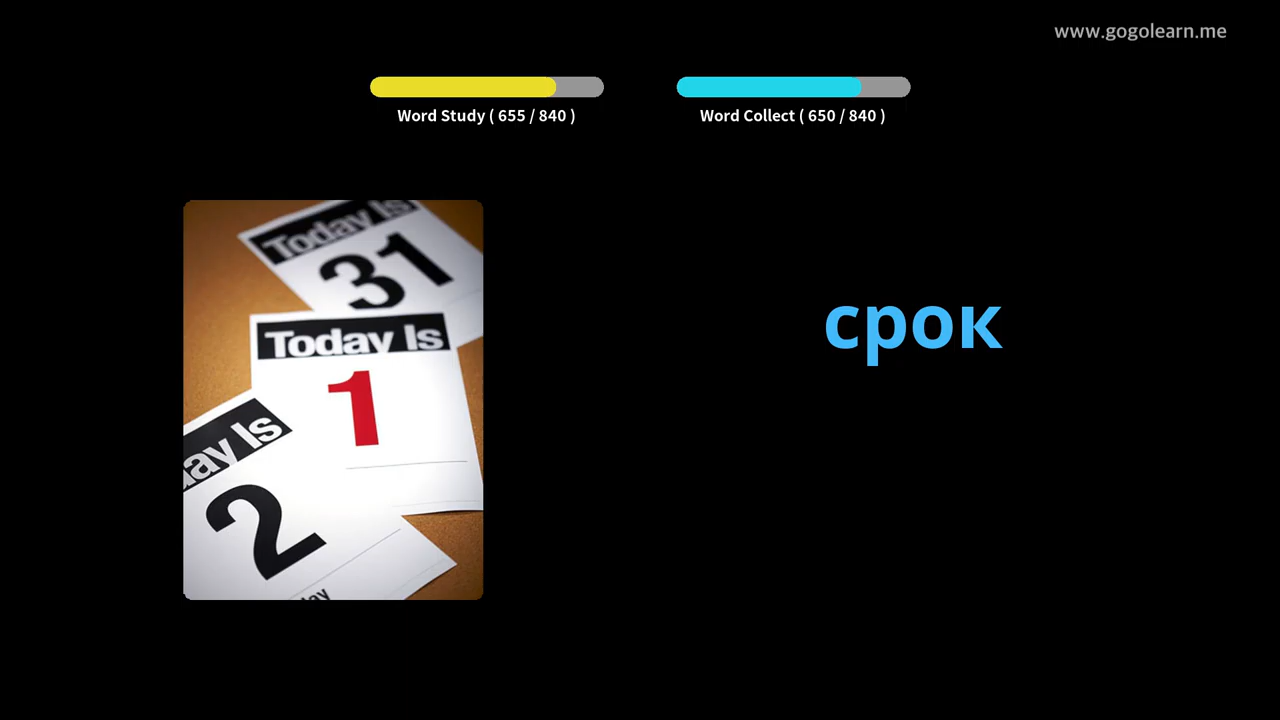 www.gogolearn.me
Word Study ( 655 / 840 )
Word Collect ( 650 / 840 )
Today Is
31
Today Is
1
ay Is
2
срок